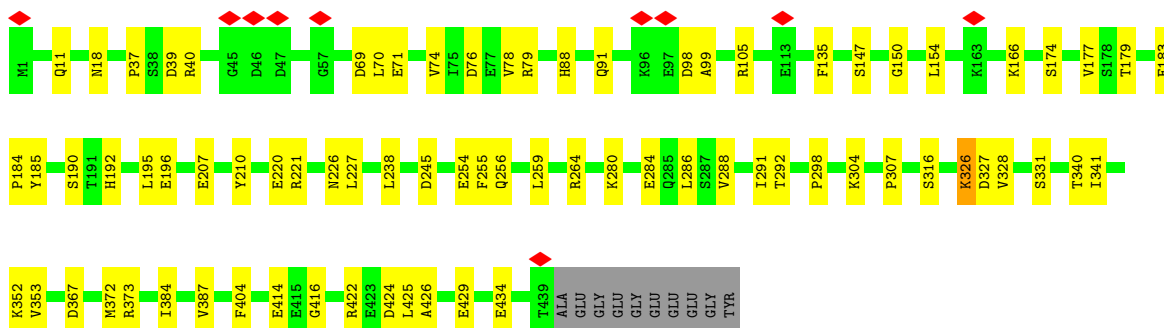 M1 Q11 N18 P37 S38 D39 R40 G45 D46 D47 G57 D69 L70 E71 V74 I75 D76 E77 V78 R79 H88 Q91 K96 E97 D98 A99 R105 E113 F135 S147 G150 L154 K163 K166 S174 V177 S178 T179 E183
P184 Y185 S190 T191 H192 L195 E196 E207 Y210 E220 R221 N226 L227 L238 D245 E254 F255 Q256 L259 R264 K280 E284 Q285 L286 S287 V288 I291 T292 P298 K304 P307 S316 K326 D327 V328 S331 T340 I341
K352 V353 D367 M372 R373 I384 V387 F404 E414 E415 G416 R422 E423 D424 L425 A426 E429 E434 T439 ALA GLU GLY GLU GLY GLU GLU GLU GLY TYR